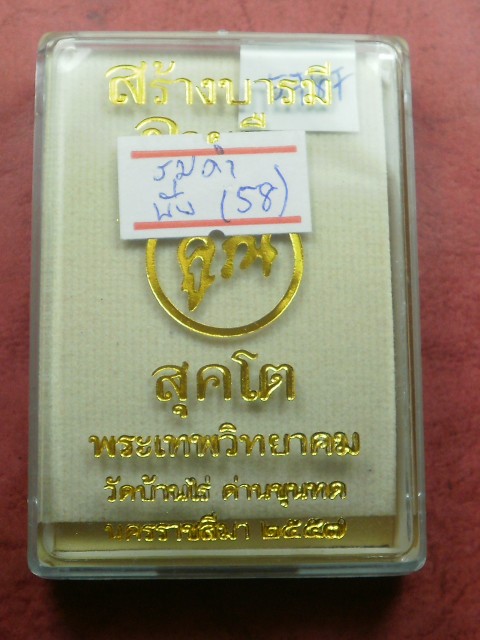 สร้างบารมี
รมดำ
นั่ง (58)
คูณ
สุคโต
พระเทพวิทยาคม
วัดบ้านไร่ ด่านขุนทด
นครราชสีมา ๒๕๕๗